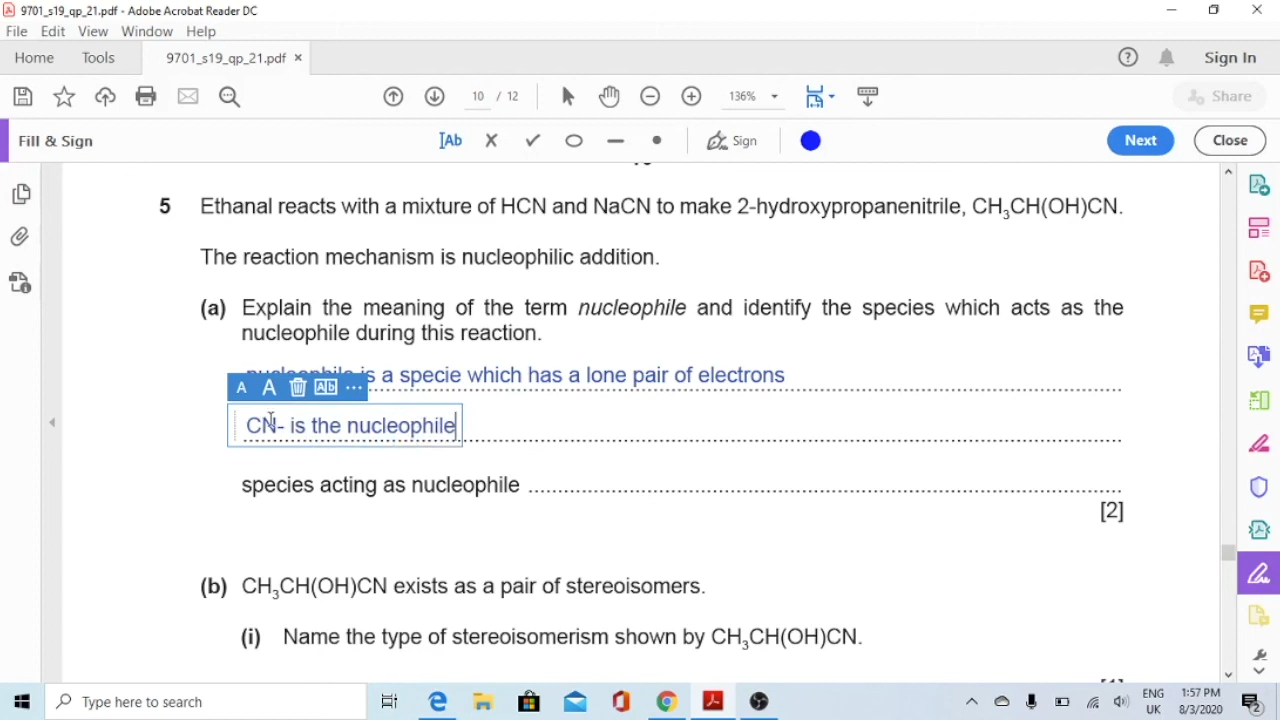 9701_s19_qp_21.pdf - Adobe Acrobat Reader DC
File Edit View Window Help
Home Tools 9701_s19_qp_21.pdf × Sign In
10 / 12 136% Share
Fill & Sign Ab Sign Next Close
5 Ethanal reacts with a mixture of HCN and NaCN to make 2-hydroxypropanenitrile, CH₃CH(OH)CN.
The reaction mechanism is nucleophilic addition.
(a) Explain the meaning of the term nucleophile and identify the species which acts as the
nucleophile during this reaction.
nucleophile is a specie which has a lone pair of electrons
A A Ab ...
CN- is the nucleophile
species acting as nucleophile
[2]
(b) CH₃CH(OH)CN exists as a pair of stereoisomers.
(i) Name the type of stereoisomerism shown by CH₃CH(OH)CN.
Type here to search
ENG 1:57 PM
UK 8/3/2020 2